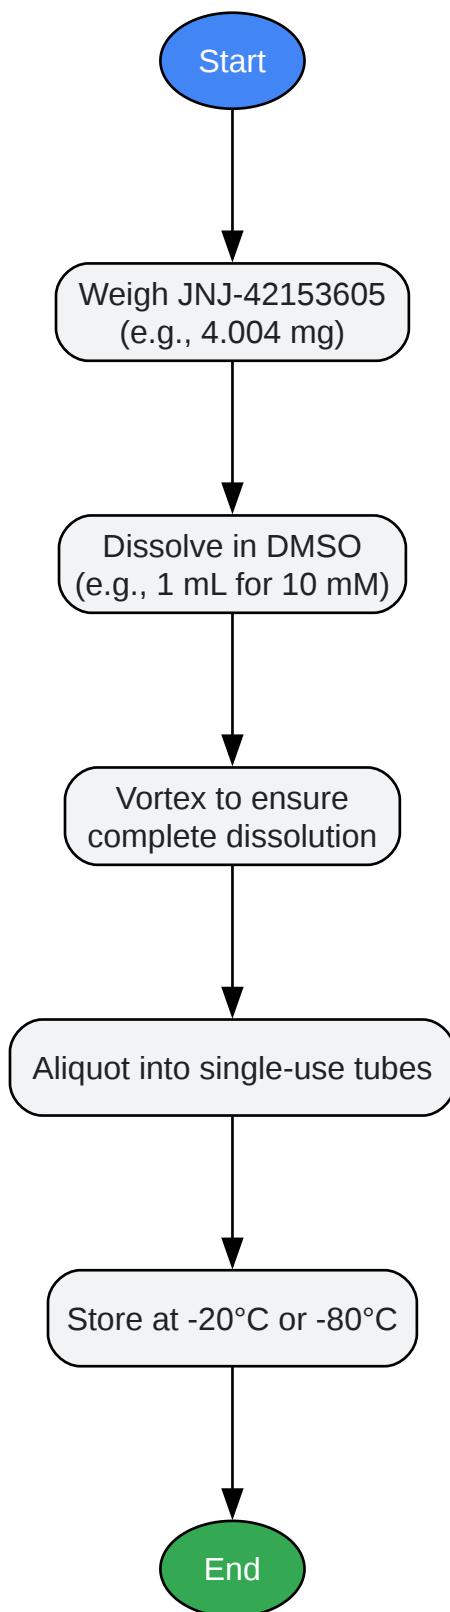 Start
Weigh JNJ-42153605
(e.g., 4.004 mg)
Dissolve in DMSO
(e.g., 1 mL for 10 mM)
Vortex to ensure
complete dissolution
Aliquot into single-use tubes
Store at -20°C or -80°C
End